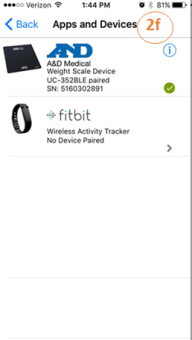 Verizon 1:44 PM 81%
Back Apps and Devices 2f
AND
A&D Medical
Weight Scale Device
UC-352BLE paired
SN: 5160302891
fitbit
Wireless Activity Tracker
No Device Paired